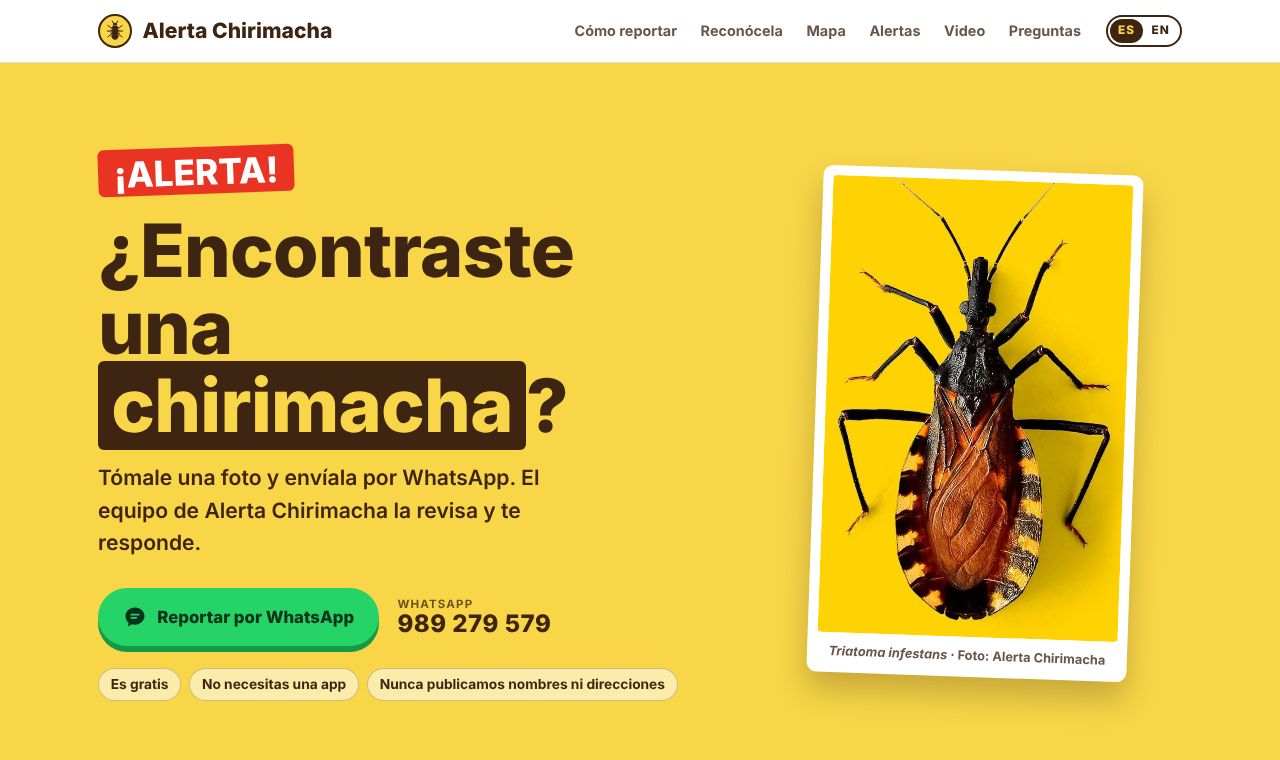 Alerta Chirimacha
Cómo reportar
Reconócela
Mapa
Alertas
Video
Preguntas
ES
EN
¡ALERTA!
¿Encontraste
una
chirimacha?
Tómale una foto y envíala por WhatsApp. El
equipo de Alerta Chirimacha la revisa y te
responde.
Reportar por WhatsApp
WHATSAPP
989 279 579
Es gratis
No necesitas una app
Nunca publicamos nombres ni direcciones
Triatoma infestans · Foto: Alerta Chirimacha